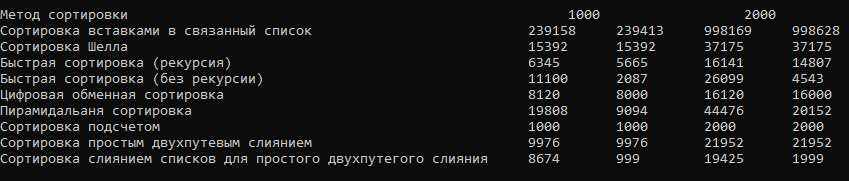 Метод сортировки 1000 2000
Сортировка вставками в связанный список 239158 239413 998169 998628
Сортировка Шелла 15392 15392 37175 37175
Быстрая сортировка (рекурсия) 6345 5665 16141 14807
Быстрая сортировка (без рекурсии) 11100 2087 26099 4543
Цифровая обменная сортировка 8120 8000 16120 16000
Пирамидальаня сортировка 19808 9094 44476 20152
Сортировка подсчетом 1000 1000 2000 2000
Сортировка простым двухпутевым слиянием 9976 9976 21952 21952
Сортировка слиянием списков для простого двухпутегого слияния 8674 999 19425 1999